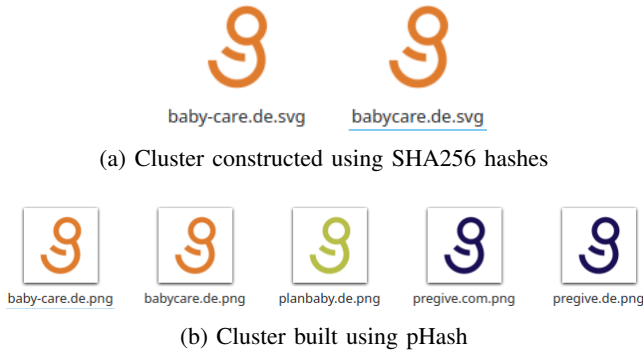 baby-care.de.svg babycare.de.svg
(a) Cluster constructed using SHA256 hashes
baby-care.de.png babycare.de.png planbaby.de.png pregive.com.png pregive.de.png
(b) Cluster built using pHash